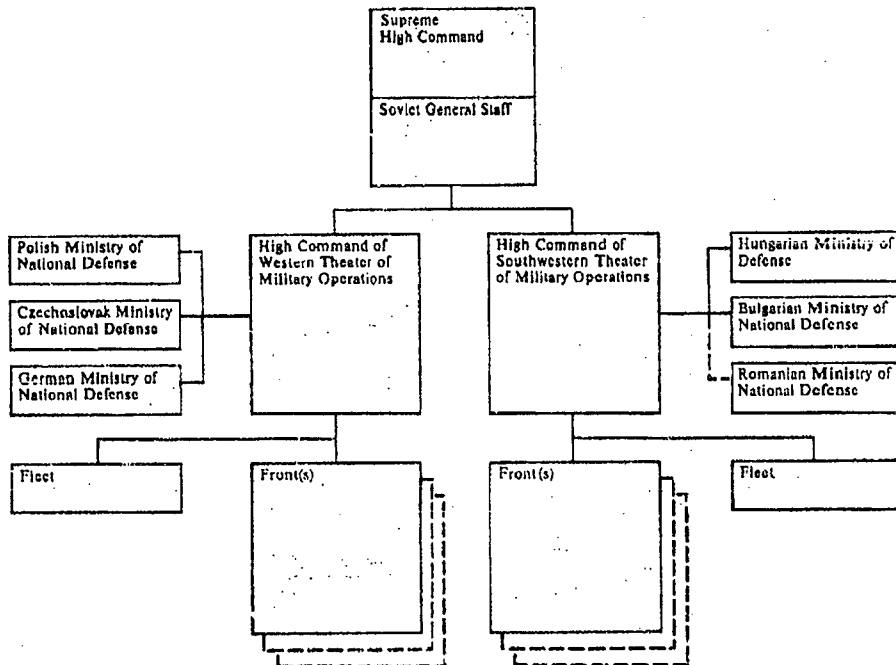 Supreme
High Command
Soviet General Staff
Polish Ministry of
National Defense
Czechoslovak Ministry
of National Defense
German Ministry of
National Defense
High Command of
Western Theater of
Military Operations
High Command of
Southwestern Theater
of Military Operations
Hungarian Ministry of
Defense
Bulgarian Ministry of
National Defense
Romanian Ministry of
National Defense
Fleet
Front(s)
Front(s)
Fleet